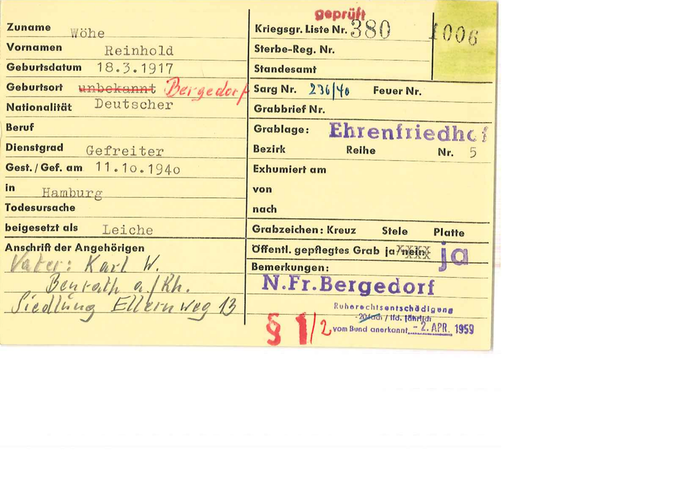 geprüft
Zuname Wöhe
Vornamen Reinhold
Geburtsdatum 18.3.1917
Geburtsort unbekannt Bergedorf
Nationalität Deutscher
Beruf
Dienstgrad Gefreiter
Gest./Gef. am 11.10.1940
in Hamburg
Todesursache
beigesetzt als Leiche
Anschrift der Angehörigen
Vater: Karl W.
Benrath a/Rh.
Siedlung Ellernweg 13
Kriegsgr. Liste Nr. 380 1006
Sterbe-Reg. Nr.
Standesamt
Sarg Nr. 236/40 Feuer Nr.
Grabbrief Nr.
Grablage: Ehrenfriedhof
Bezirk Reihe Nr. 5
Exhumiert am
von
nach
Grabzeichen: Kreuz Stele Platte
Öffentl. gepflegtes Grab ja/nein XXXX ja
Bemerkungen:
N.Fr.Bergedorf
Ruherechtsentschädigung
-20fach / lfd. jährlich
vom Bund anerkannt - 2. APR. 1959
§ 1/2